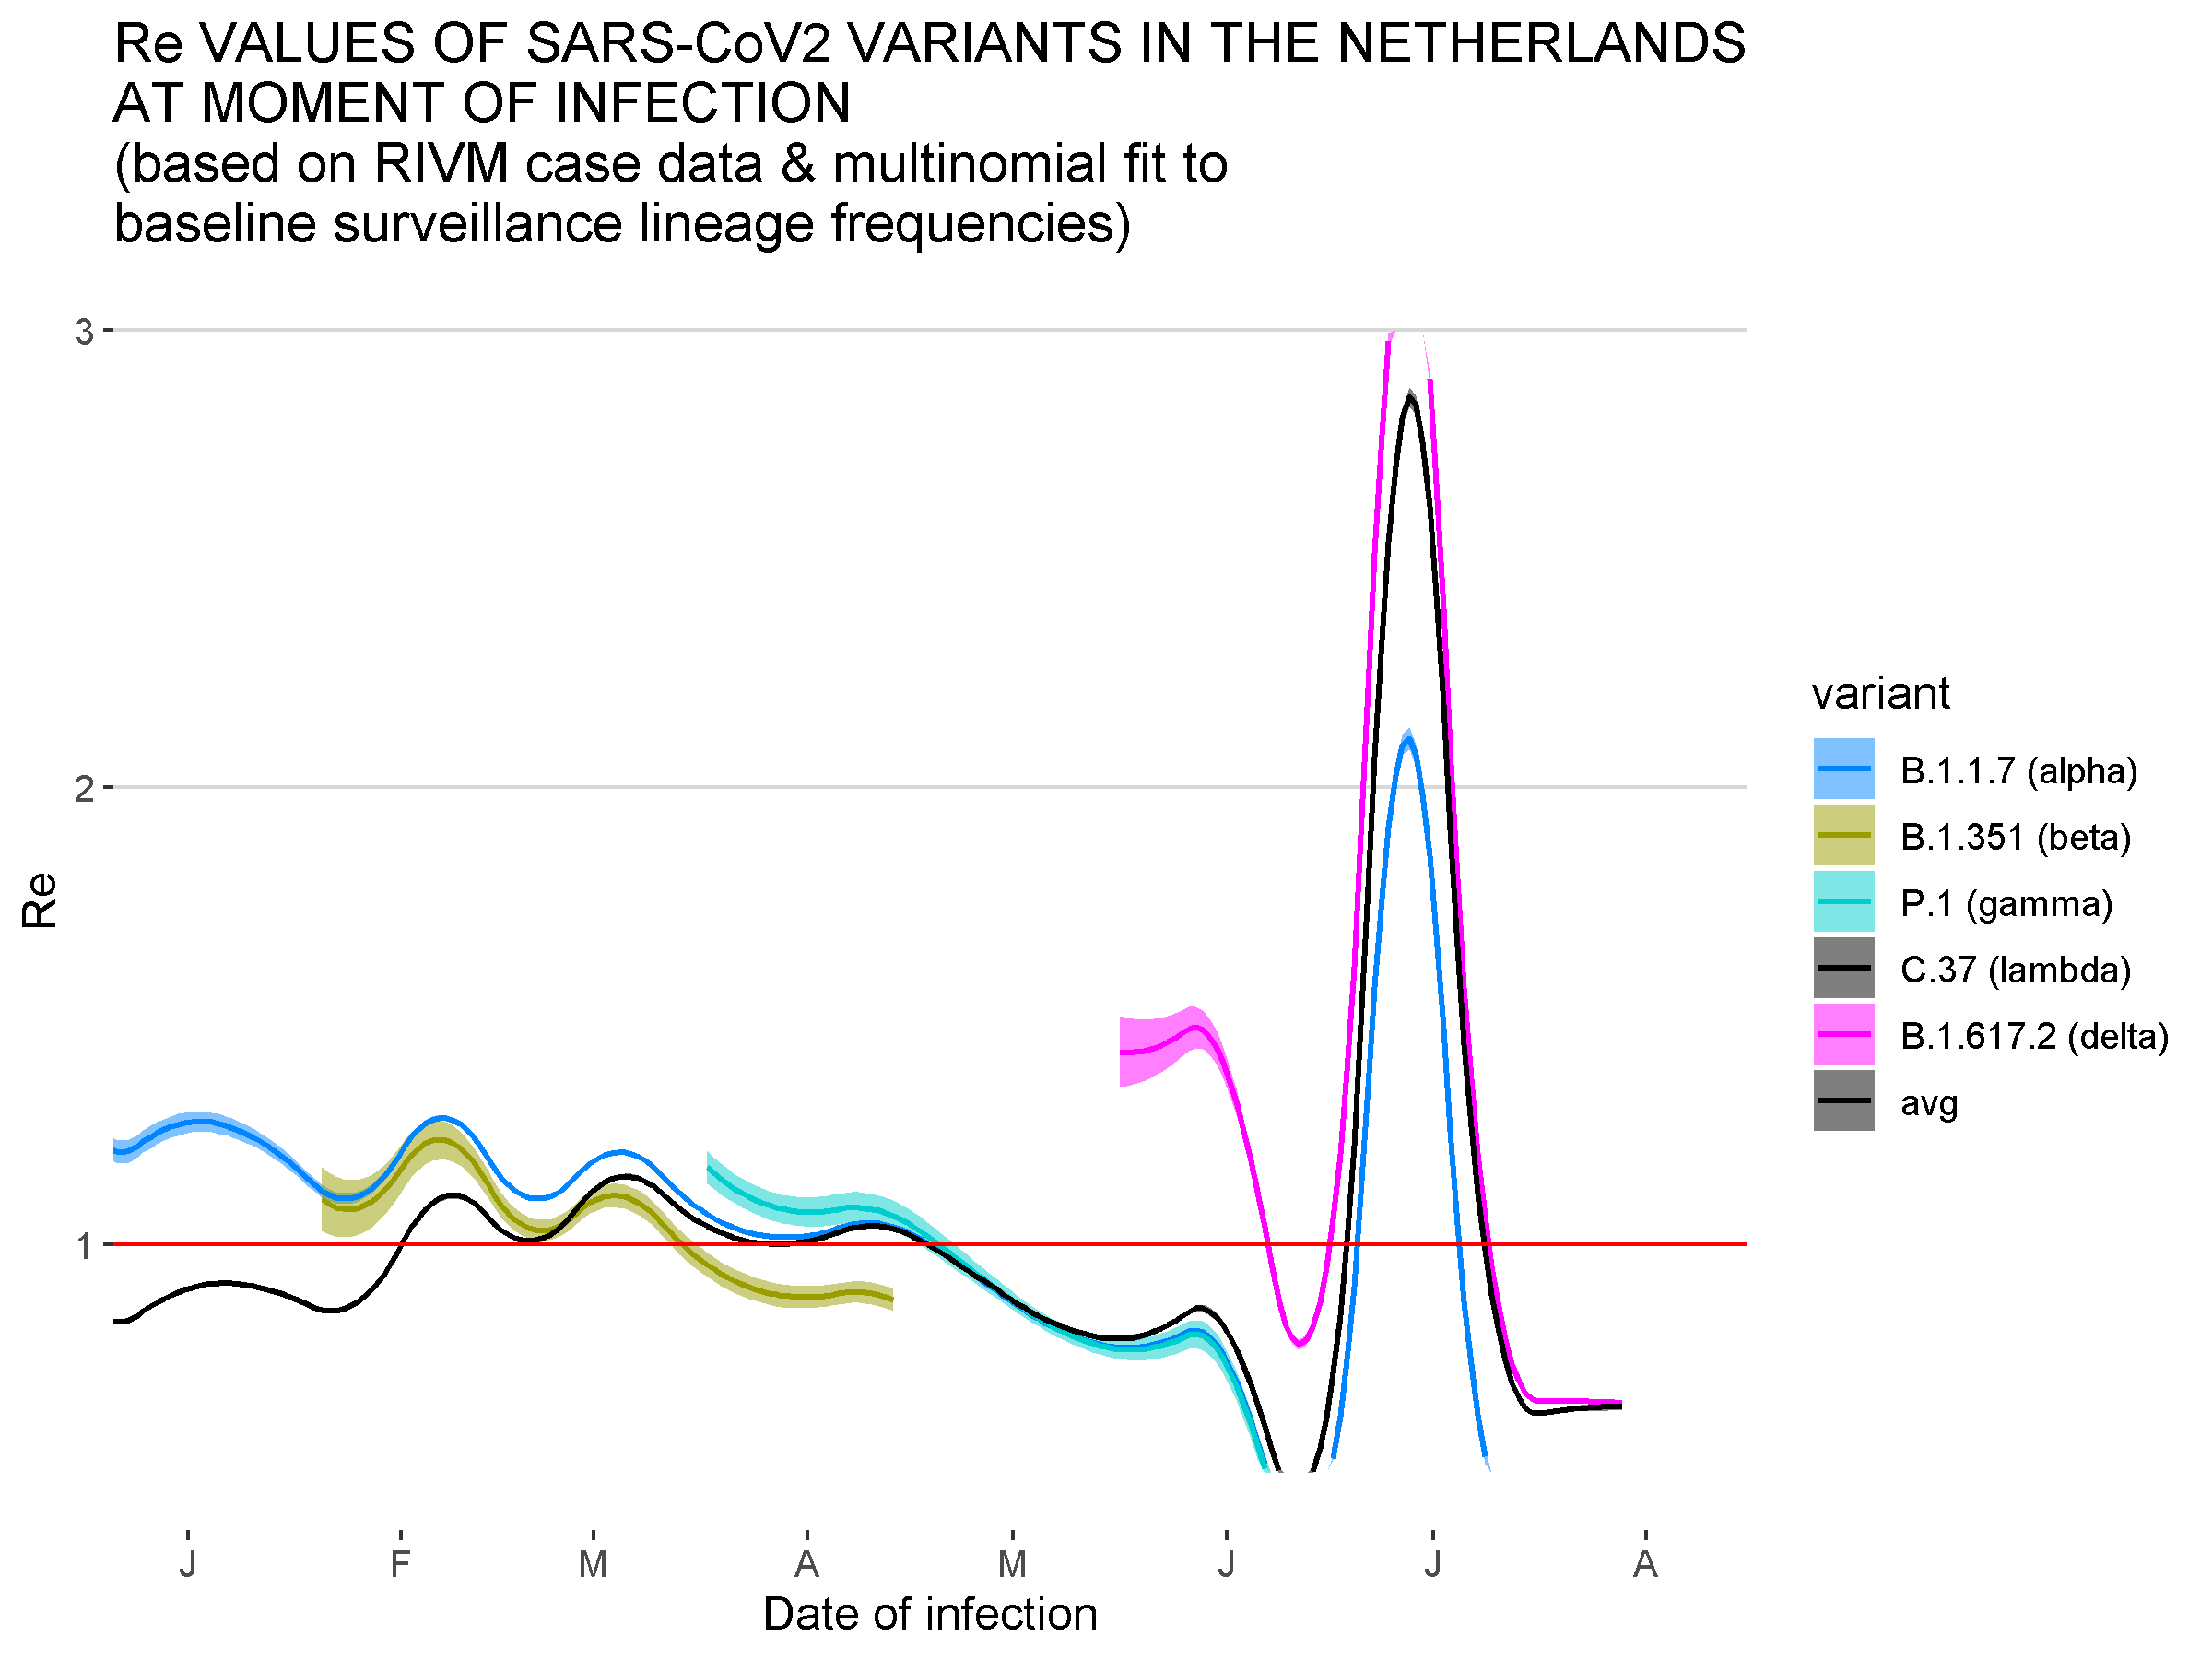 Re VALUES OF SARS-CoV2 VARIANTS IN THE NETHERLANDS
AT MOMENT OF INFECTION
(based on RIVM case data & multinomial fit to
baseline surveillance lineage frequencies)
3
2
1
Re
J F M A M J J A
Date of infection
variant
B.1.1.7 (alpha)
B.1.351 (beta)
P.1 (gamma)
C.37 (lambda)
B.1.617.2 (delta)
avg